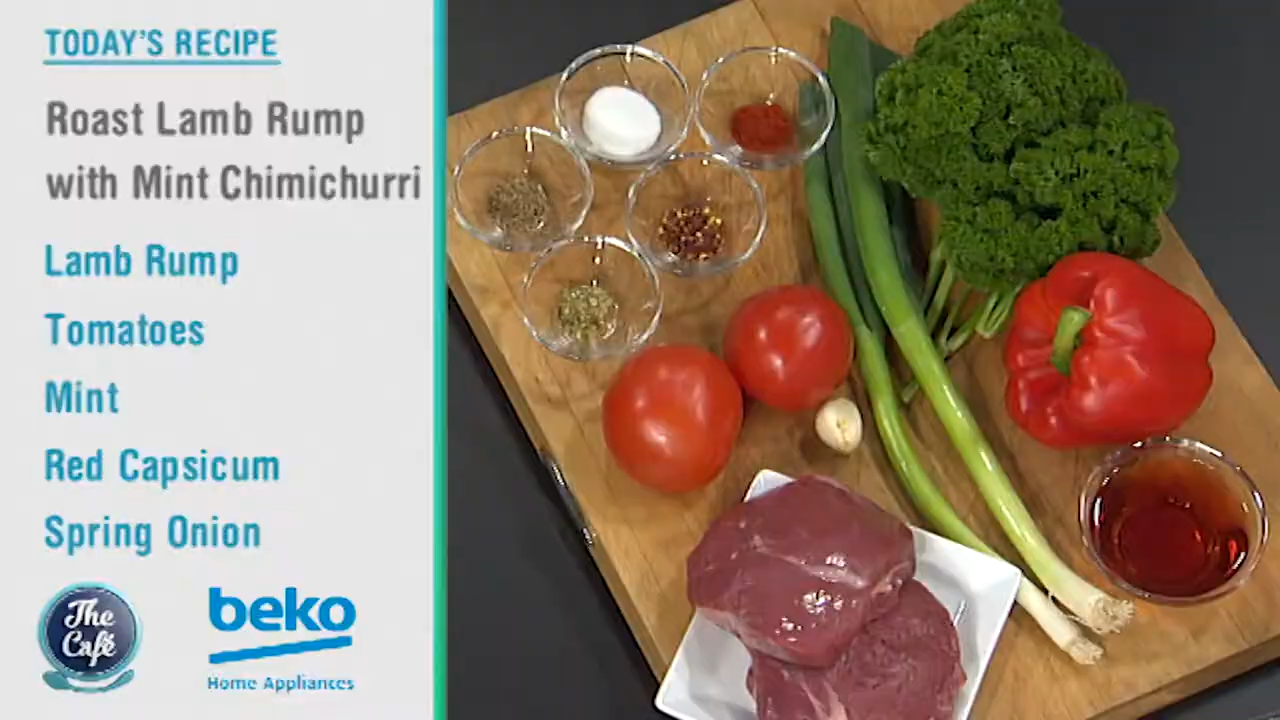 TODAY'S RECIPE
Roast Lamb Rump
with Mint Chimichurri
Lamb Rump
Tomatoes
Mint
Red Capsicum
Spring Onion
The
Café
beko
Home Appliances